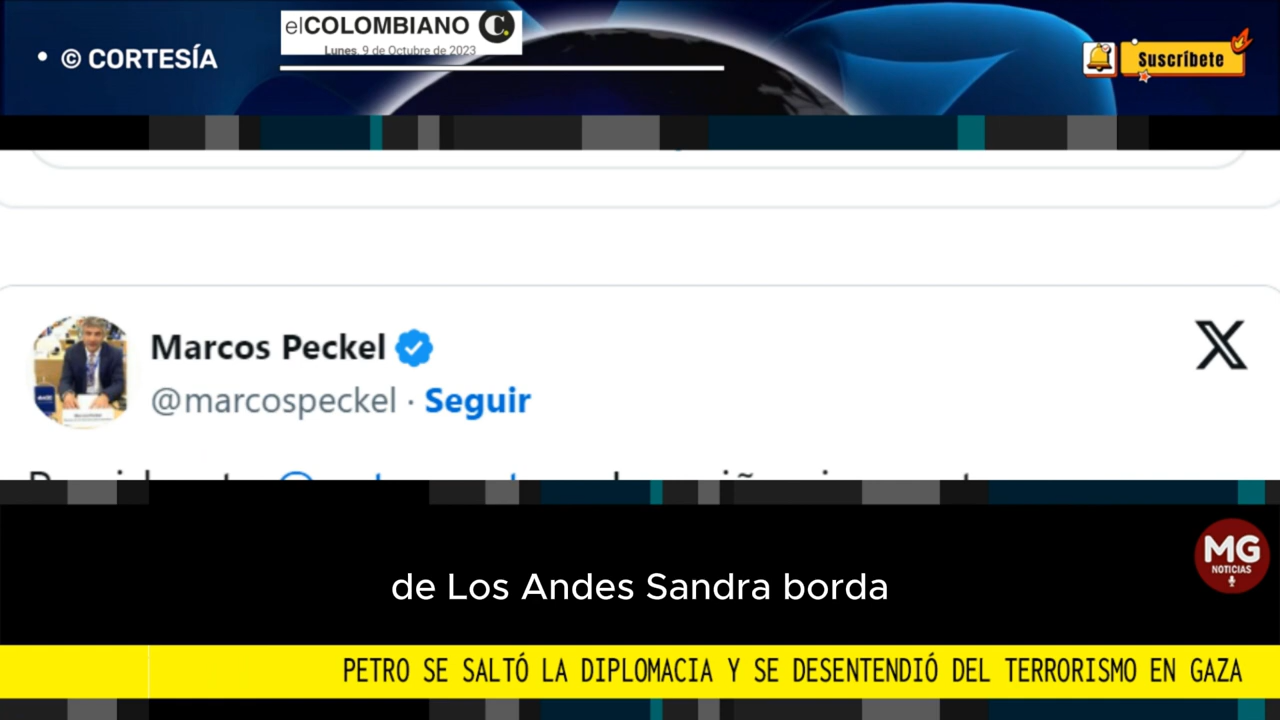 elCOLOMBIANO C.
Lunes, 9 de Octubre de 2023
• © CORTESÍA
Suscríbete
Marcos Peckel
@marcospeckel · Seguir
X
de Los Andes Sandra borda
MG
NOTICIAS
PETRO SE SALTÓ LA DIPLOMACIA Y SE DESENTENDIÓ DEL TERRORISMO EN GAZA